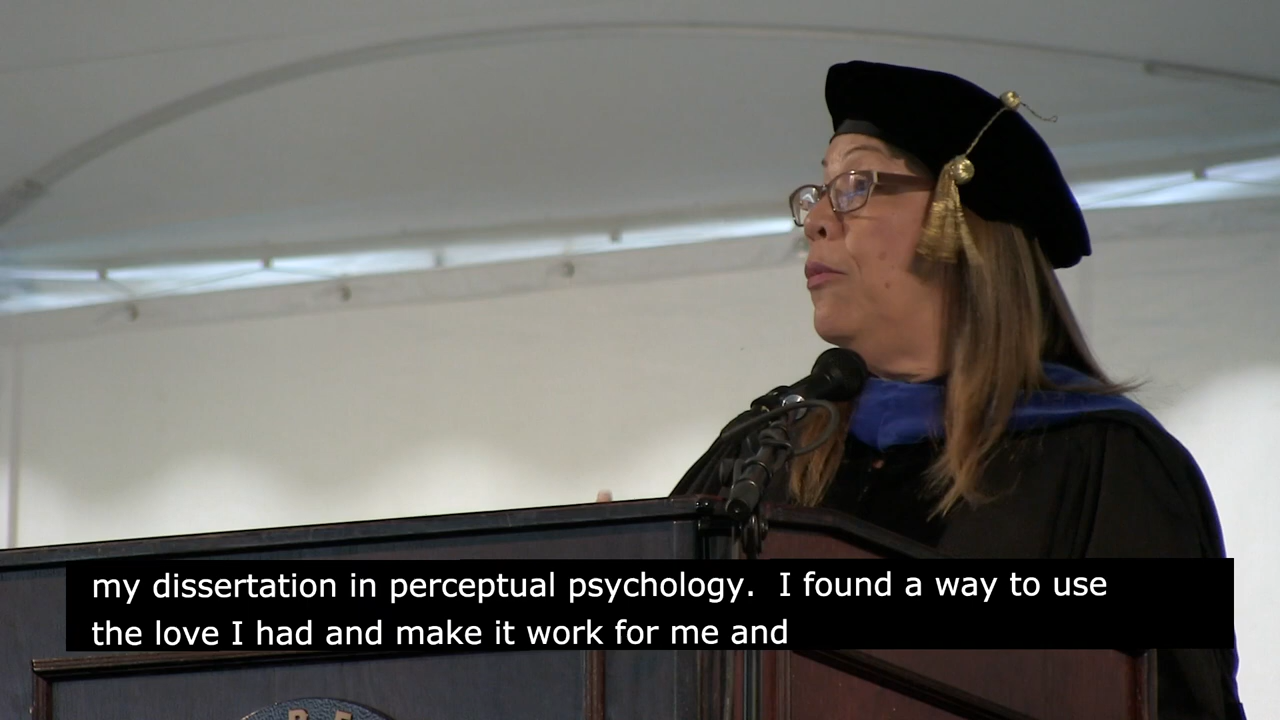 my dissertation in perceptual psychology.  I found a way to use
the love I had and make it work for me and